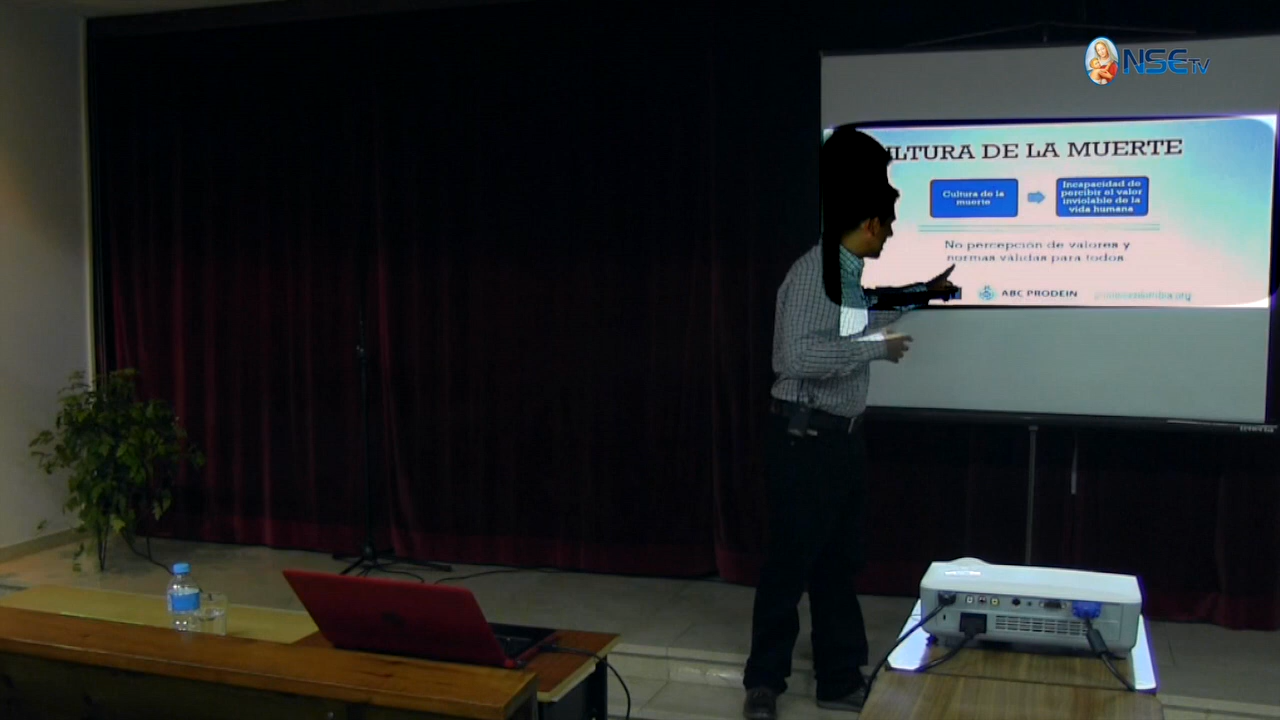 NSETV
ULTURA DE LA MUERTE
Cultura de la
muerte
Incapacidad de
percibir el valor
inviolable de la
vida humana
No percepción de valores y
normas válidas para todos
ABC PRODEIN